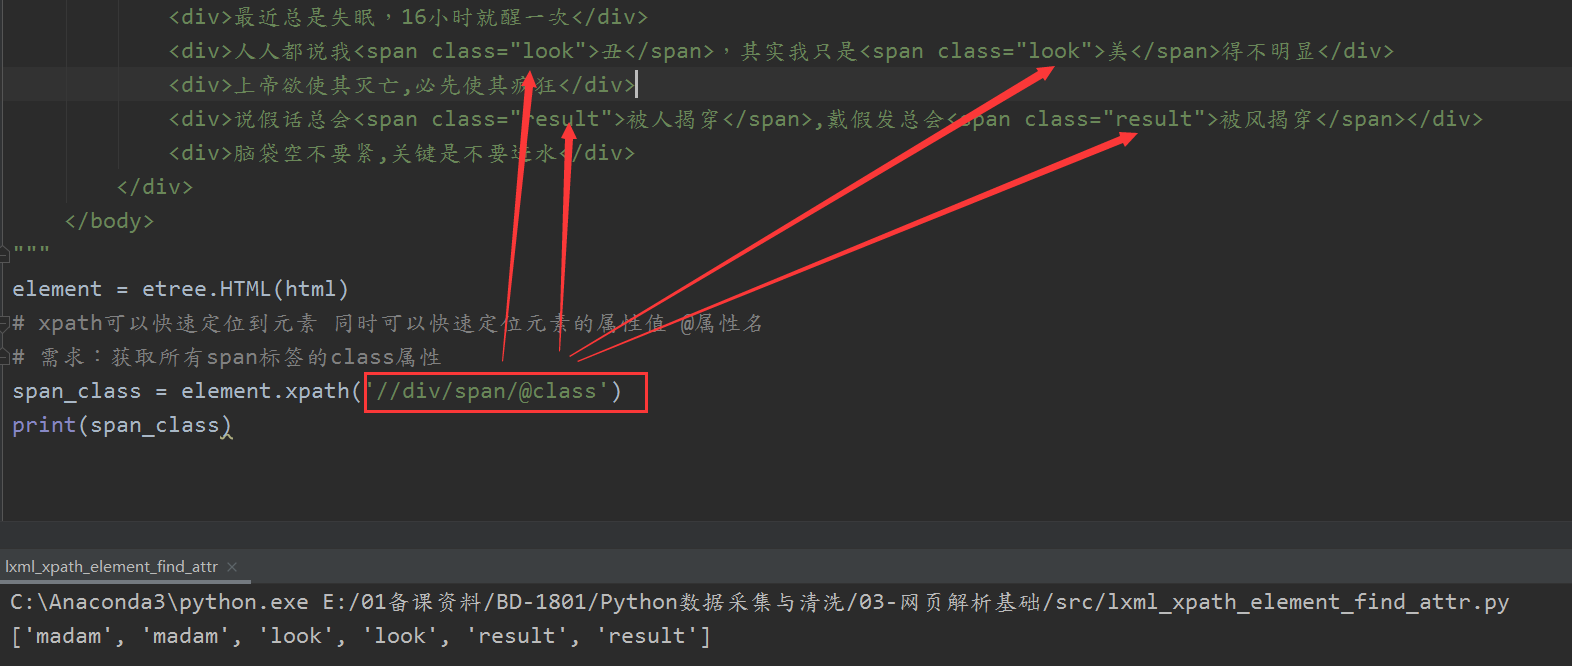 <div>最近总是失眠，16小时就醒一次</div>
<div>人人都说我<span class="look">丑</span>，其实我只是<span class="look">美</span>得不明显</div>
<div>上帝欲使其灭亡,必先使其疯狂</div>
<div>说假话总会<span class="result">被人揭穿</span>,戴假发总会<span class="result">被风揭穿</span></div>
<div>脑袋空不要紧,关键是不要进水</div>
</div>
</body>
"""
element = etree.HTML(html)
# xpath可以快速定位到元素 同时可以快速定位元素的属性值 @属性名
# 需求：获取所有span标签的class属性
span_class = element.xpath('//div/span/@class')
print(span_class)
lxml_xpath_element_find_attr ×
C:\Anaconda3\python.exe E:/01备课资料/BD-1801/Python数据采集与清洗/03-网页解析基础/src/lxml_xpath_element_find_attr.py
['madam', 'madam', 'look', 'look', 'result', 'result']